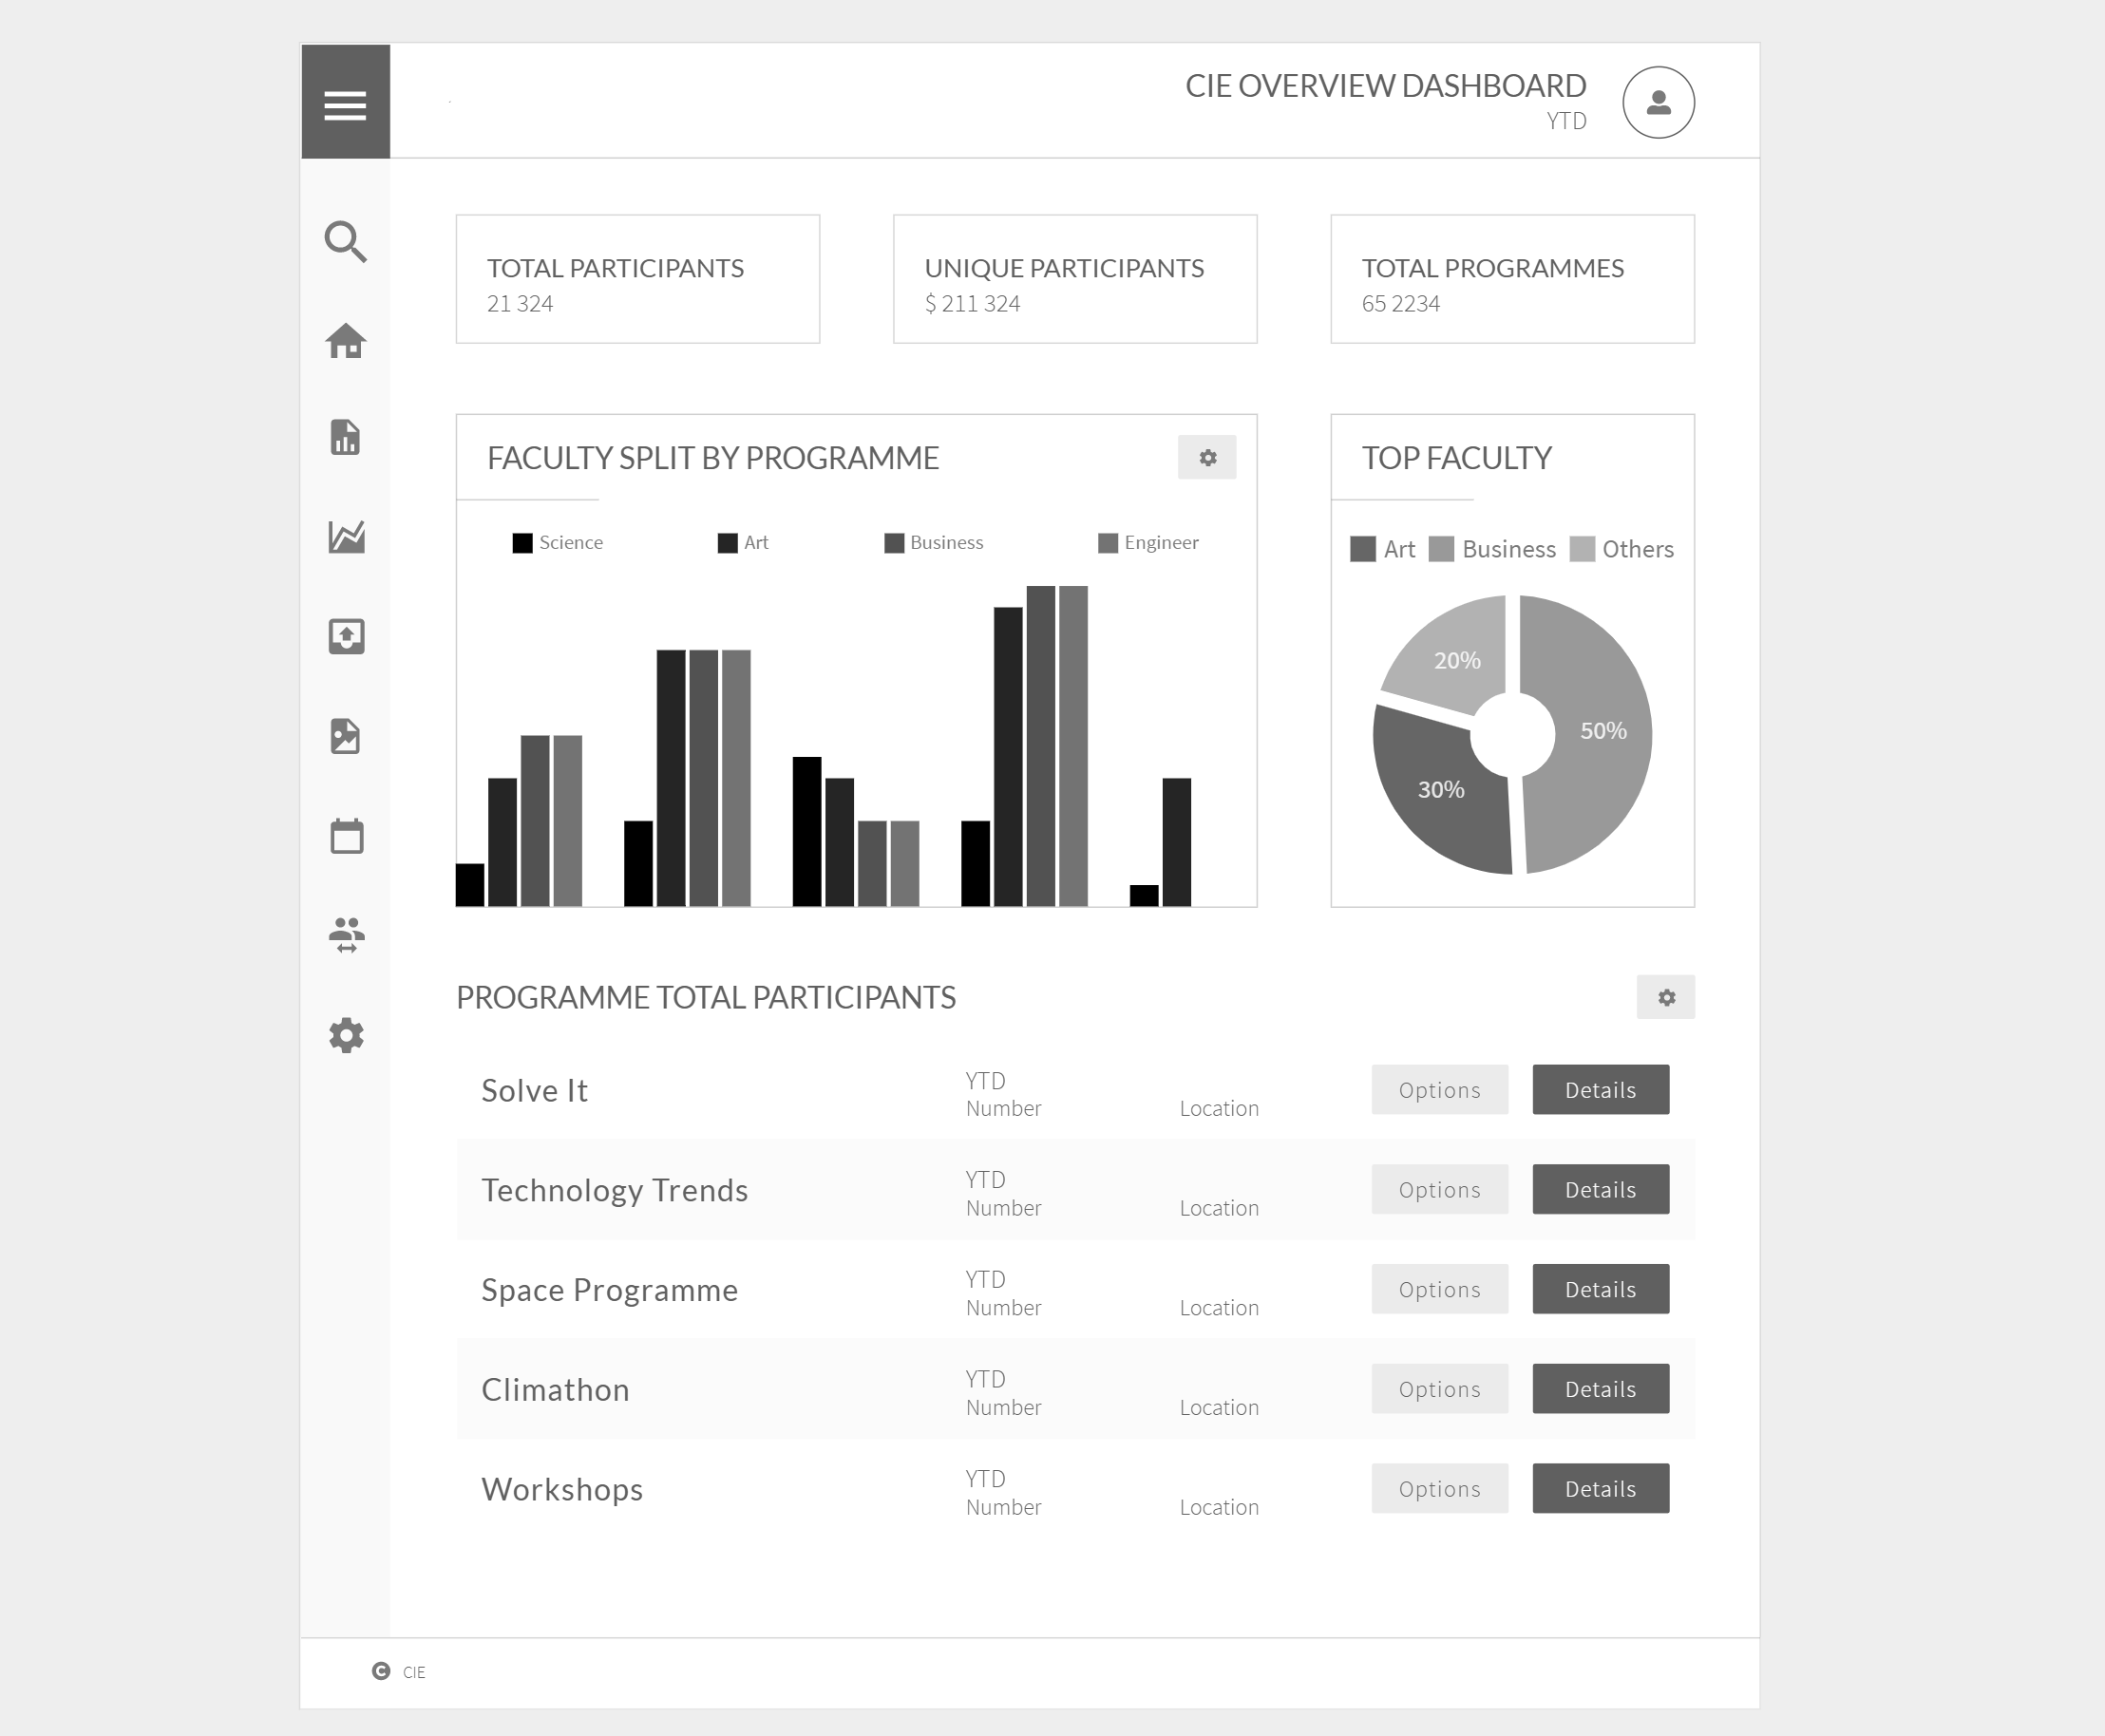 CIE OVERVIEW DASHBOARD
YTD
TOTAL PARTICIPANTS
21 324
UNIQUE PARTICIPANTS
$ 211 324
TOTAL PROGRAMMES
65 2234
FACULTY SPLIT BY PROGRAMME
Science Art Business Engineer
TOP FACULTY
Art Business Others
20%
50%
30%
PROGRAMME TOTAL PARTICIPANTS
Solve It
YTD
Number
Location
Options
Details
Technology Trends
YTD
Number
Location
Options
Details
Space Programme
YTD
Number
Location
Options
Details
Climathon
YTD
Number
Location
Options
Details
Workshops
YTD
Number
Location
Options
Details
© CIE